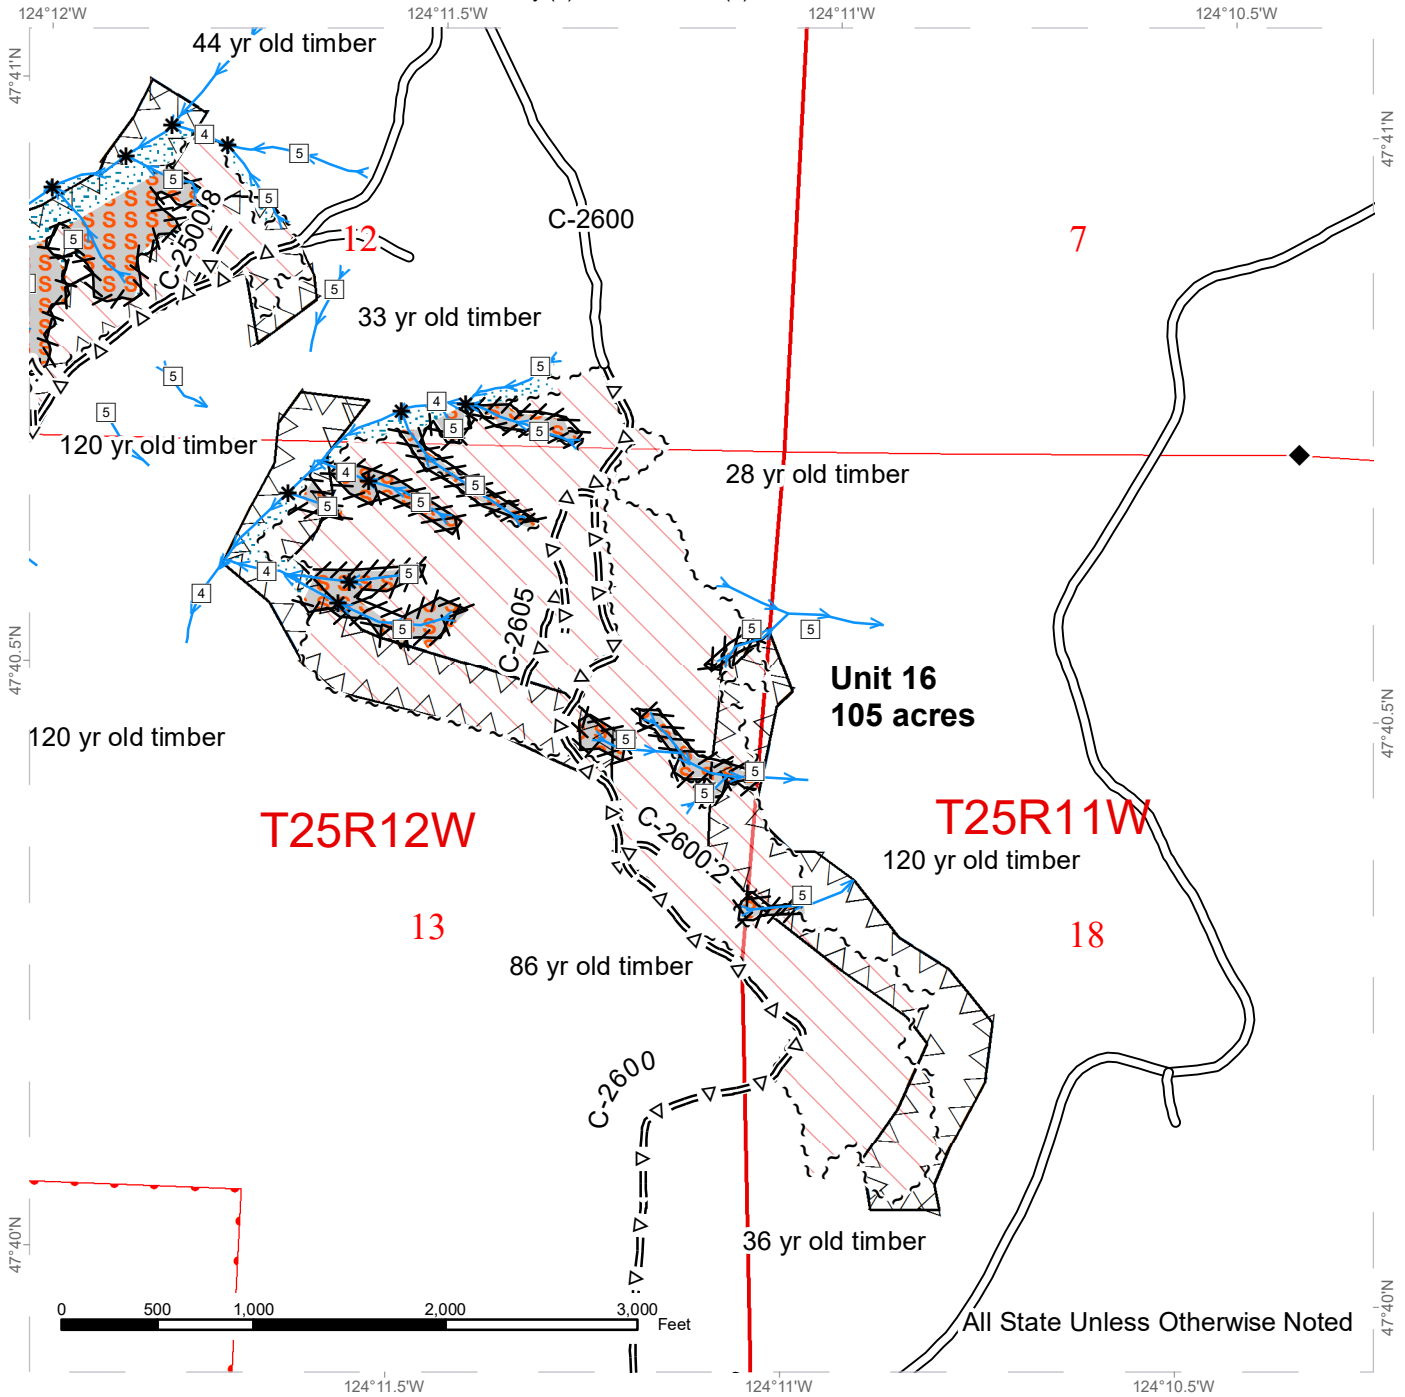 124°12'W
124°11.5'W
124°11'W
124°10.5'W
47°41'N
47°41'N
44 yr old timber
4
5
5
5
5
C-2500.8
12
C-2600
7
5
33 yr old timber
5
5
5
4
120 yr old timber
5
5
28 yr old timber
4
5
5
5
4
5
4
C-2605
5
5
5
47°40.5'N
Unit 16
105 acres
47°40.5'N
120 yr old timber
5
5
5
C-2600.2
T25R12W
T25R11W
120 yr old timber
5
13
18
86 yr old timber
C-2600
36 yr old timber
47°40'N
47°40'N
0 500 1,000 2,000 3,000
Feet
All State Unless Otherwise Noted
124°11.5'W
124°11'W
124°10.5'W